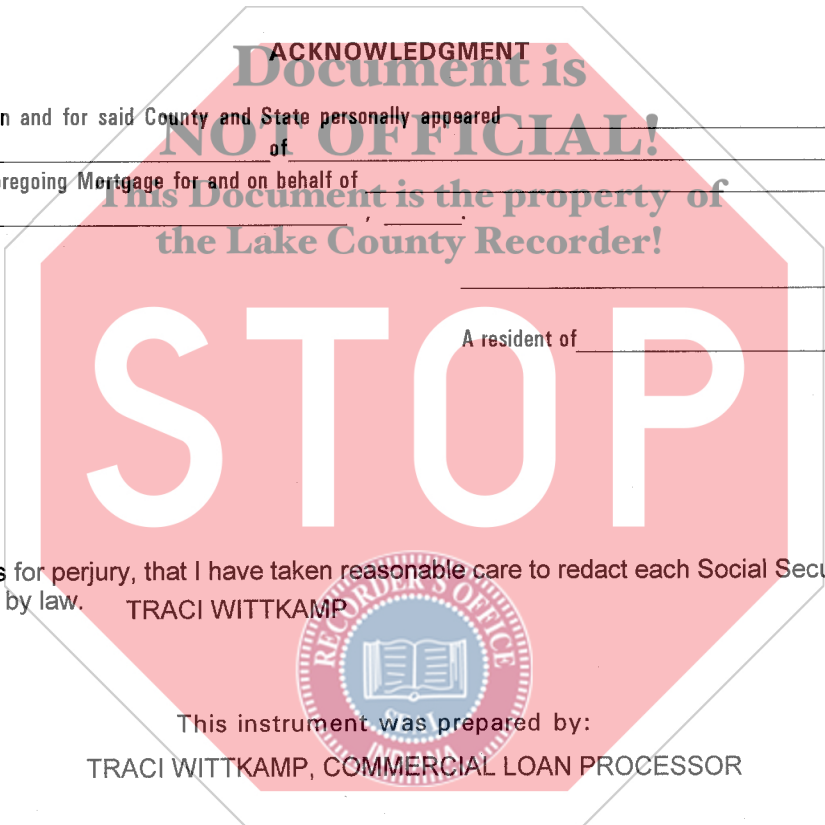 ACKNOWLEDGMENT
Document is
n and for said County and State personally appeared
NOT OFFICIAL!
of
regoing Mortgage for and on behalf of
This Document is the property of
, .
the Lake County Recorder!
A resident of
STOP
s for perjury, that I have taken reasonable care to redact each Social Secu
by law. TRACI WITTKAMP
RECORDER'S OFFICE
SEAL
INDIANA
This instrument was prepared by:
TRACI WITTKAMP, COMMERCIAL LOAN PROCESSOR